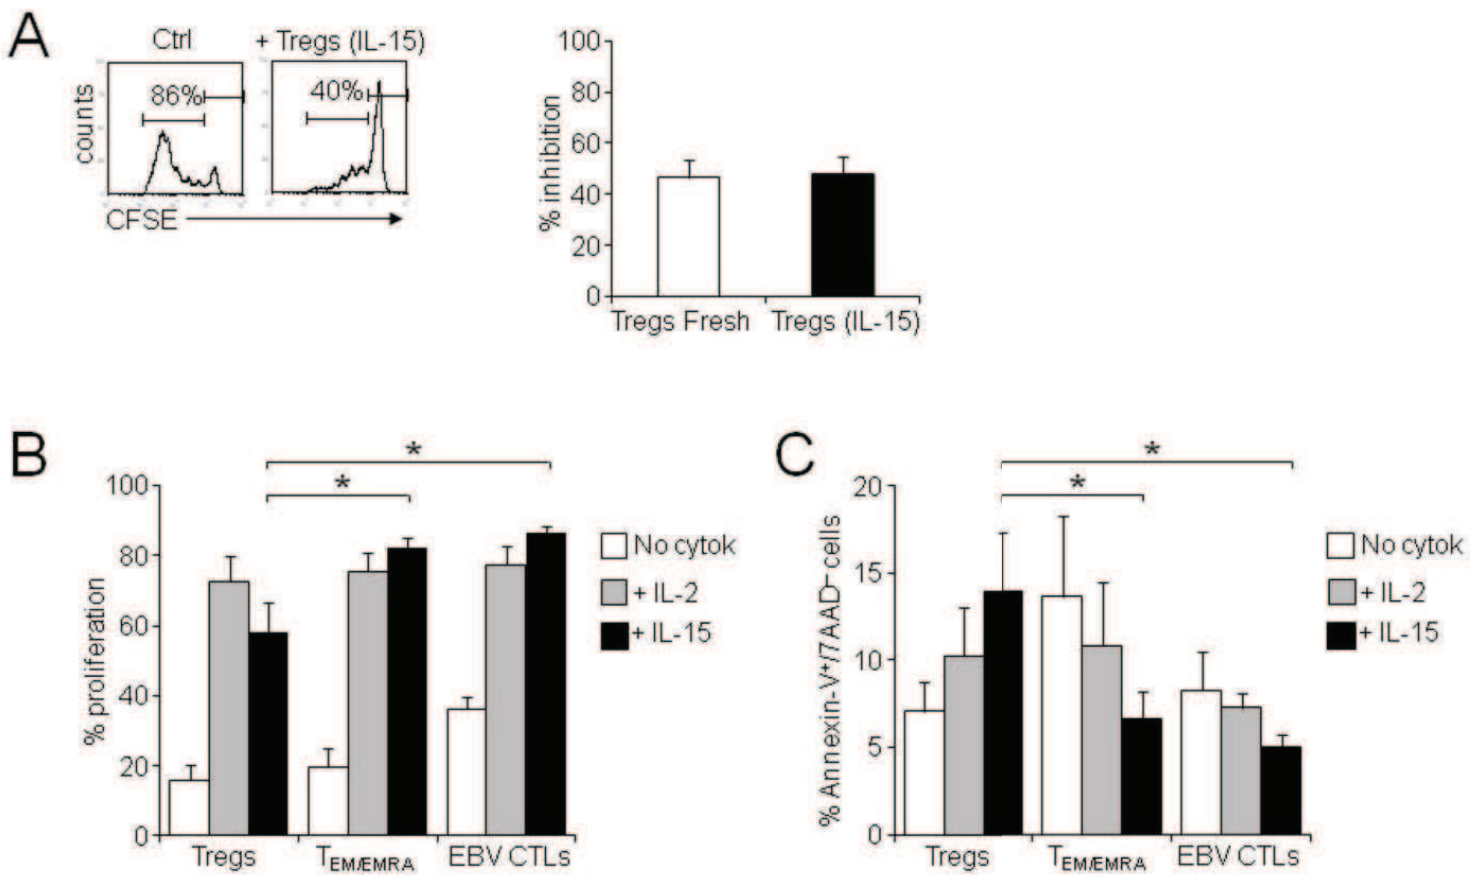 A
Ctrl
+ Tregs (IL-15)
86%
40%
counts
CFSE
100
80
60
40
20
0
% inhibition
Tregs Fresh
Tregs (IL-15)
B
*
*
100
80
60
40
20
0
% proliferation
Tregs
TEM/EMRA
EBV CTLs
No cytok
+ IL-2
+ IL-15
C
*
*
20
15
10
5
0
% Annexin-V+/7AAD– cells
Tregs
TEM/EMRA
EBV CTLs
No cytok
+ IL-2
+ IL-15